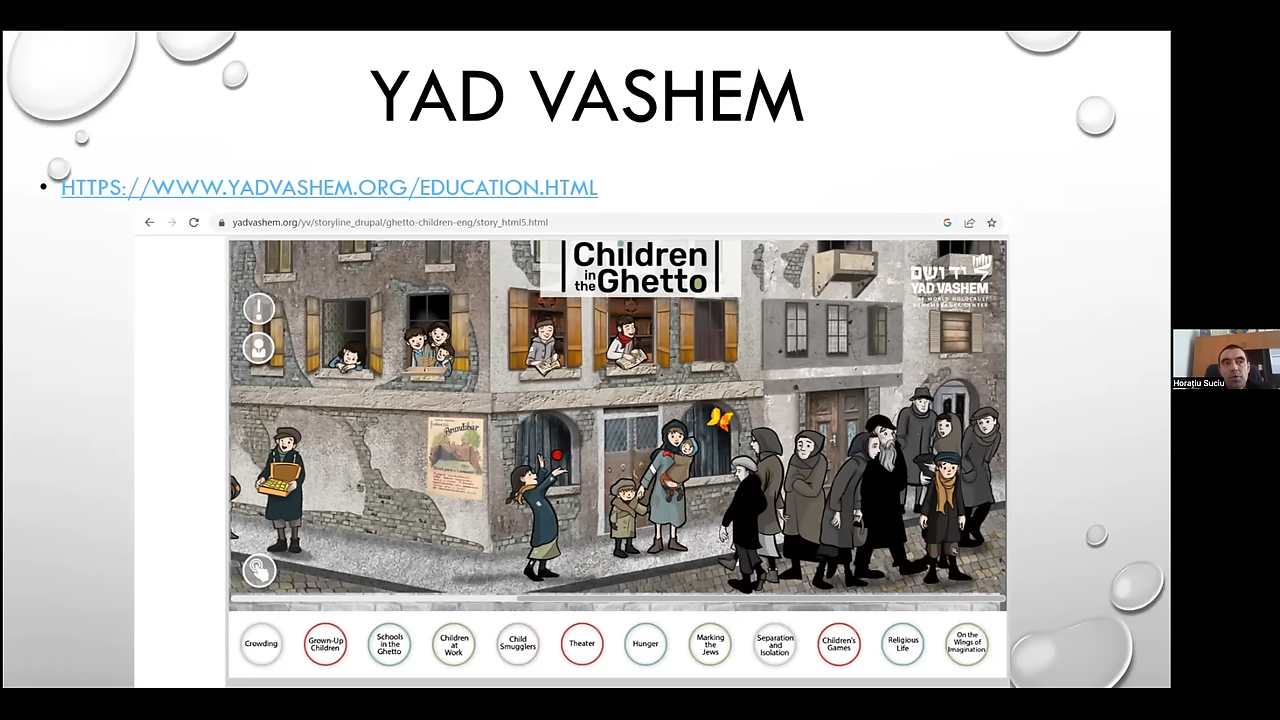 YAD VASHEM
• HTTPS://WWW.YADVASHEM.ORG/EDUCATION.HTML
yadvashem.org/yv/storyline_drupal/ghetto-children-eng/story_html5.html
Children
in
the Ghetto
יד ושם
YAD VASHEM
THE WORLD HOLOCAUST
REMEMBRANCE CENTER
Brundibár
Horațiu Suciu
Crowding
Grown-Up
Children
Schools
in the
Ghetto
Children
at
Work
Child
Smugglers
Theater
Hunger
Marking
the
Jews
Separation
and
Isolation
Children's
Games
Religious
Life
On the
Wings of
Imagination